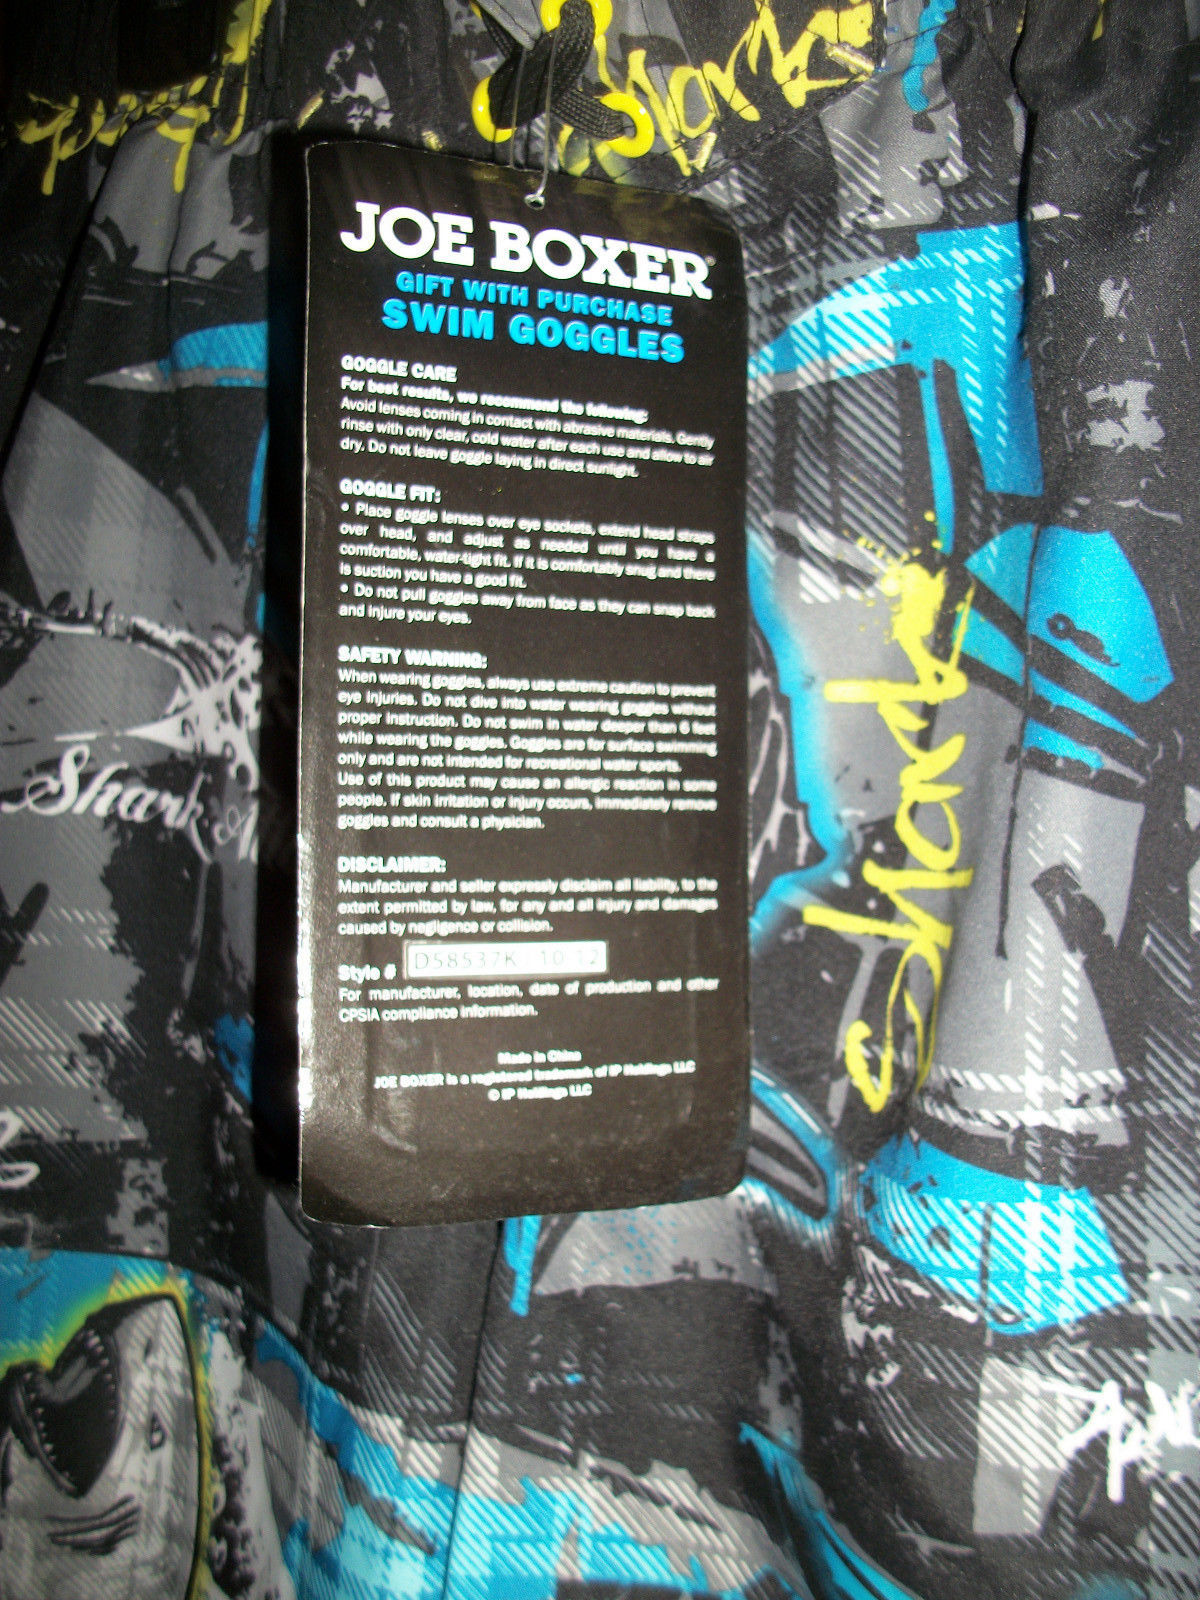 Sharks
JOE BOXER®
GIFT WITH PURCHASE
SWIM GOGGLES
GOGGLE CARE
For best results, we recommend the following:
Avoid lenses coming in contact with abrasive materials. Gently
rinse with only clear, cold water after each use and allow to air
dry. Do not leave goggle laying in direct sunlight.
GOGGLE FIT:
• Place goggle lenses over eye sockets, extend head straps
over head, and adjust as needed until you have a
comfortable, water-tight fit. If it is comfortably snug and there
is suction you have a good fit.
• Do not pull goggles away from face as they can snap back
and injure your eyes.
SAFETY WARNING:
When wearing goggles, always use extreme caution to prevent
eye injuries. Do not dive into water wearing goggles without
proper instruction. Do not swim in water deeper than 6 feet
while wearing the goggles. Goggles are for surface swimming
only and are not intended for recreational water sports.
Use of this product may cause an allergic reaction in some
people. If skin irritation or injury occurs, immediately remove
goggles and consult a physician.
DISCLAIMER:
Manufacturer and seller expressly disclaim all liability, to the
extent permitted by law, for any and all injury and damages
caused by negligence or collision.
Style # D58537K 10 12
For manufacturer, location, date of production and other
CPSIA compliance information.
Made in China
JOE BOXER is a registered trademark of IP Holdings LLC
© IP Holdings LLC
Shark
Sharks